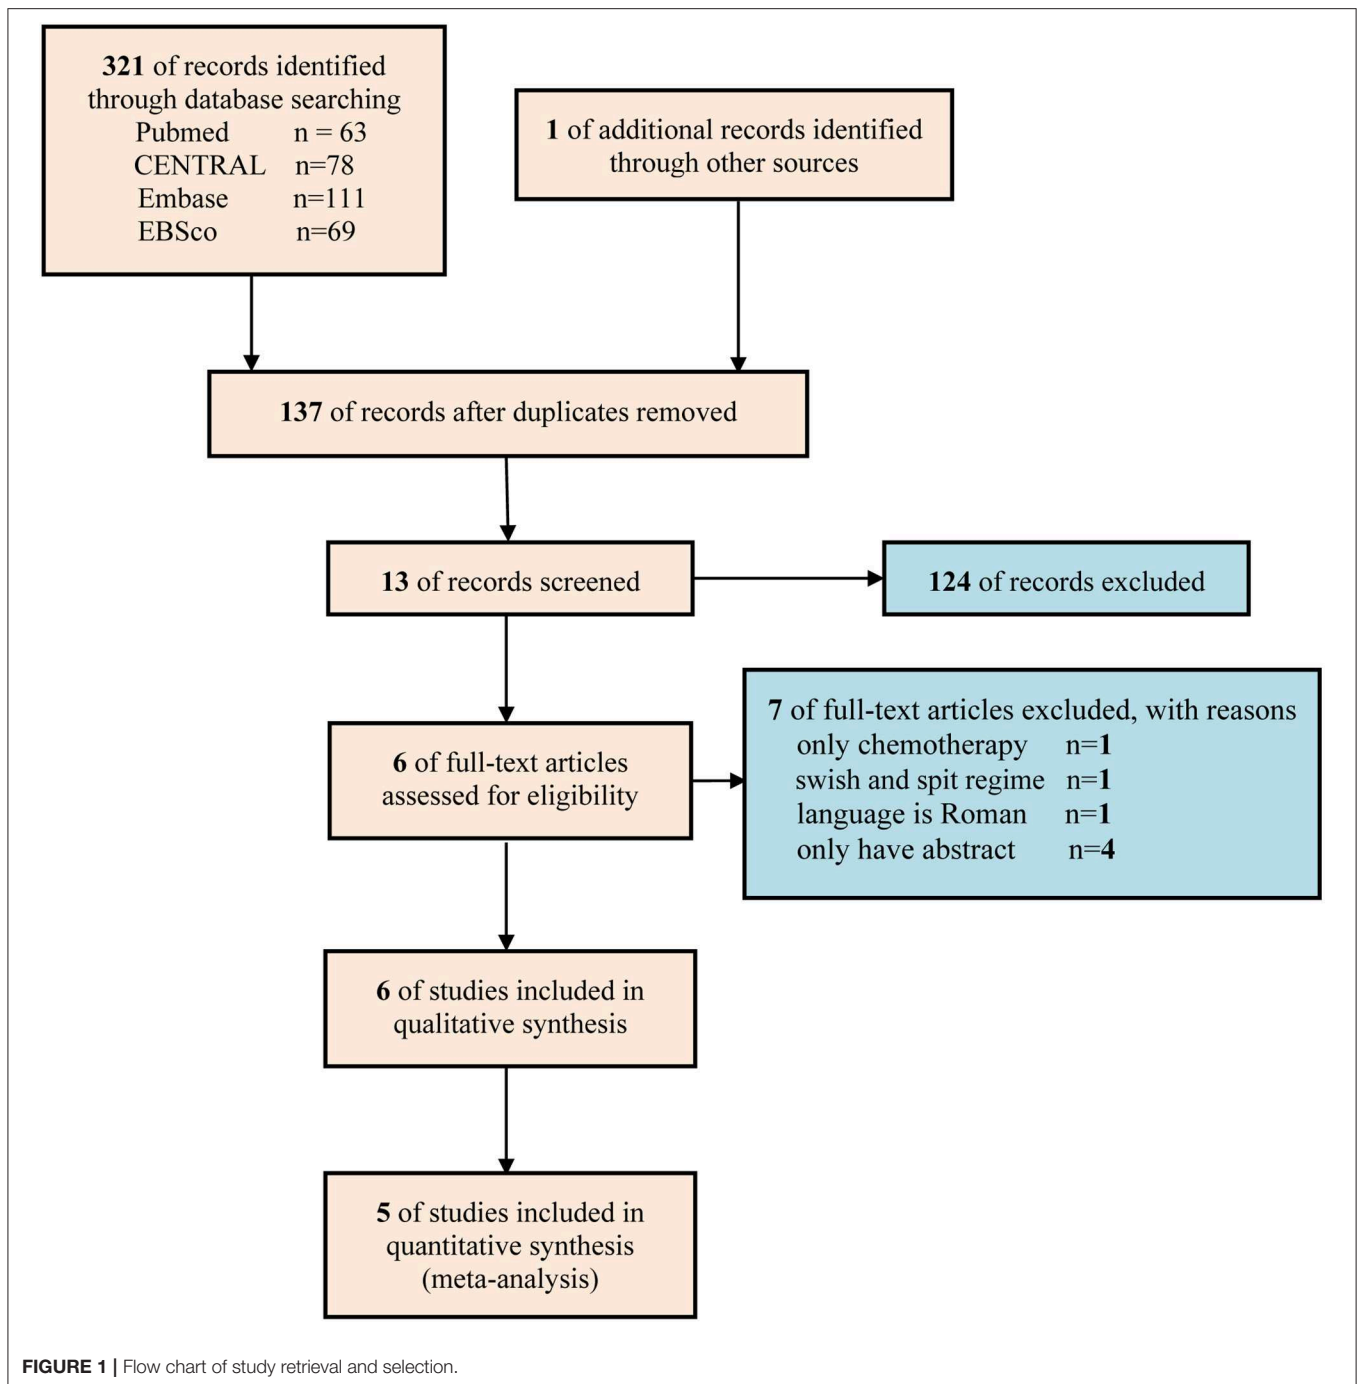 321 of records identified
through database searching
Pubmed n = 63
CENTRAL n=78
Embase n=111
EBSco n=69
1 of additional records identified
through other sources
137 of records after duplicates removed
13 of records screened
124 of records excluded
6 of full-text articles
assessed for eligibility
7 of full-text articles excluded, with reasons
only chemotherapy n=1
swish and spit regime n=1
language is Roman n=1
only have abstract n=4
6 of studies included in
qualitative synthesis
5 of studies included in
quantitative synthesis
(meta-analysis)
FIGURE 1 | Flow chart of study retrieval and selection.